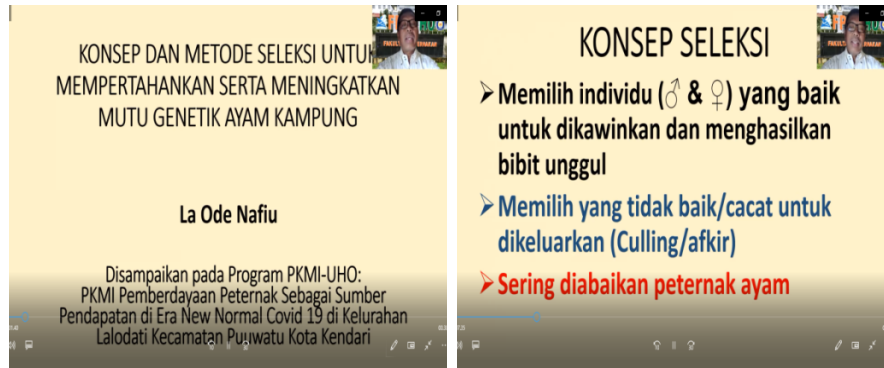 KONSEP DAN METODE SELEKSI UNTUK
MEMPERTAHANKAN SERTA MENINGKATKAN
MUTU GENETIK AYAM KAMPUNG
La Ode Nafiu
Disampaikan pada Program PKMI-UHO:
PKMI Pemberdayaan Peternak Sebagai Sumber
Pendapatan di Era New Normal Covid 19 di Kelurahan
Lalodati Kecamatan Puuwatu Kota Kendari
KONSEP SELEKSI
➢Memilih individu (♂ & ♀) yang baik
untuk dikawinkan dan menghasilkan
bibit unggul
➢Memilih yang tidak baik/cacat untuk
dikeluarkan (Culling/afkir)
➢Sering diabaikan peternak ayam